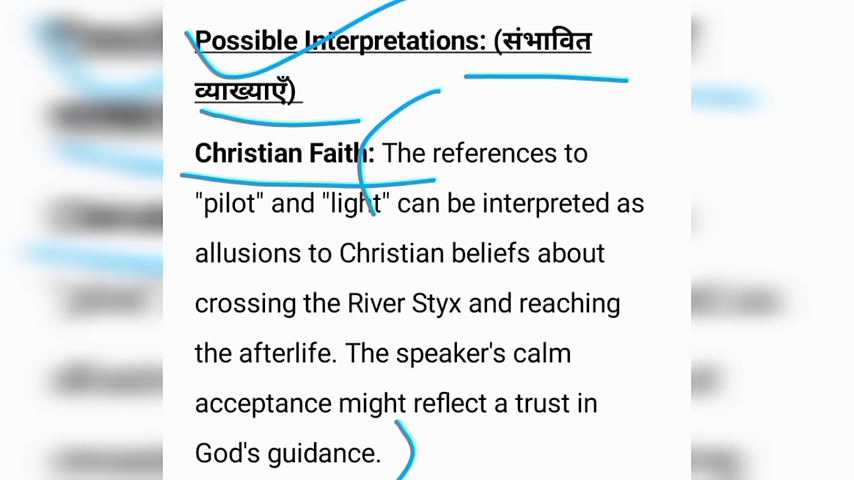 Possible Interpretations: (संभावित
व्याख्याएँ)
Christian Faith: The references to
"pilot" and "light" can be interpreted as
allusions to Christian beliefs about
crossing the River Styx and reaching
the afterlife. The speaker's calm
acceptance might reflect a trust in
God's guidance.